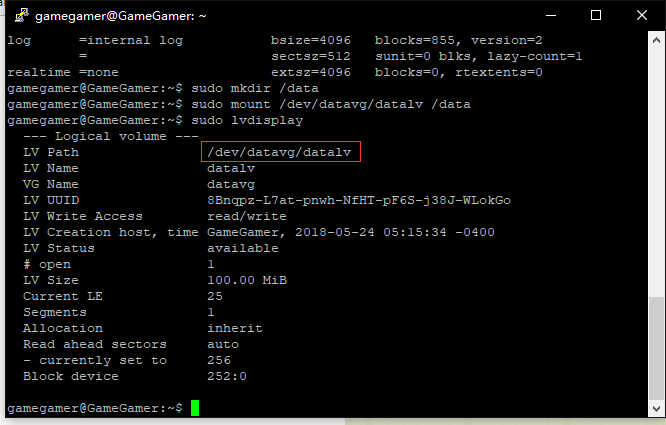 gamegamer@GameGamer: ~
log      =internal log           bsize=4096   blocks=855, version=2
         =                       sectsz=512   sunit=0 blks, lazy-count=1
realtime =none                   extsz=4096   blocks=0, rtextents=0
gamegamer@GameGamer:~$ sudo mkdir /data
gamegamer@GameGamer:~$ sudo mount /dev/datavg/datalv /data
gamegamer@GameGamer:~$ sudo lvdisplay
  --- Logical volume ---
  LV Path                /dev/datavg/datalv
  LV Name                datalv
  VG Name                datavg
  LV UUID                8Bnqpz-L7at-pnwh-NfHT-pF6S-j38J-WLokGo
  LV Write Access        read/write
  LV Creation host, time GameGamer, 2018-05-24 05:15:34 -0400
  LV Status              available
  # open                 1
  LV Size                100.00 MiB
  Current LE             25
  Segments               1
  Allocation             inherit
  Read ahead sectors     auto
  - currently set to     256
  Block device           252:0
gamegamer@GameGamer:~$